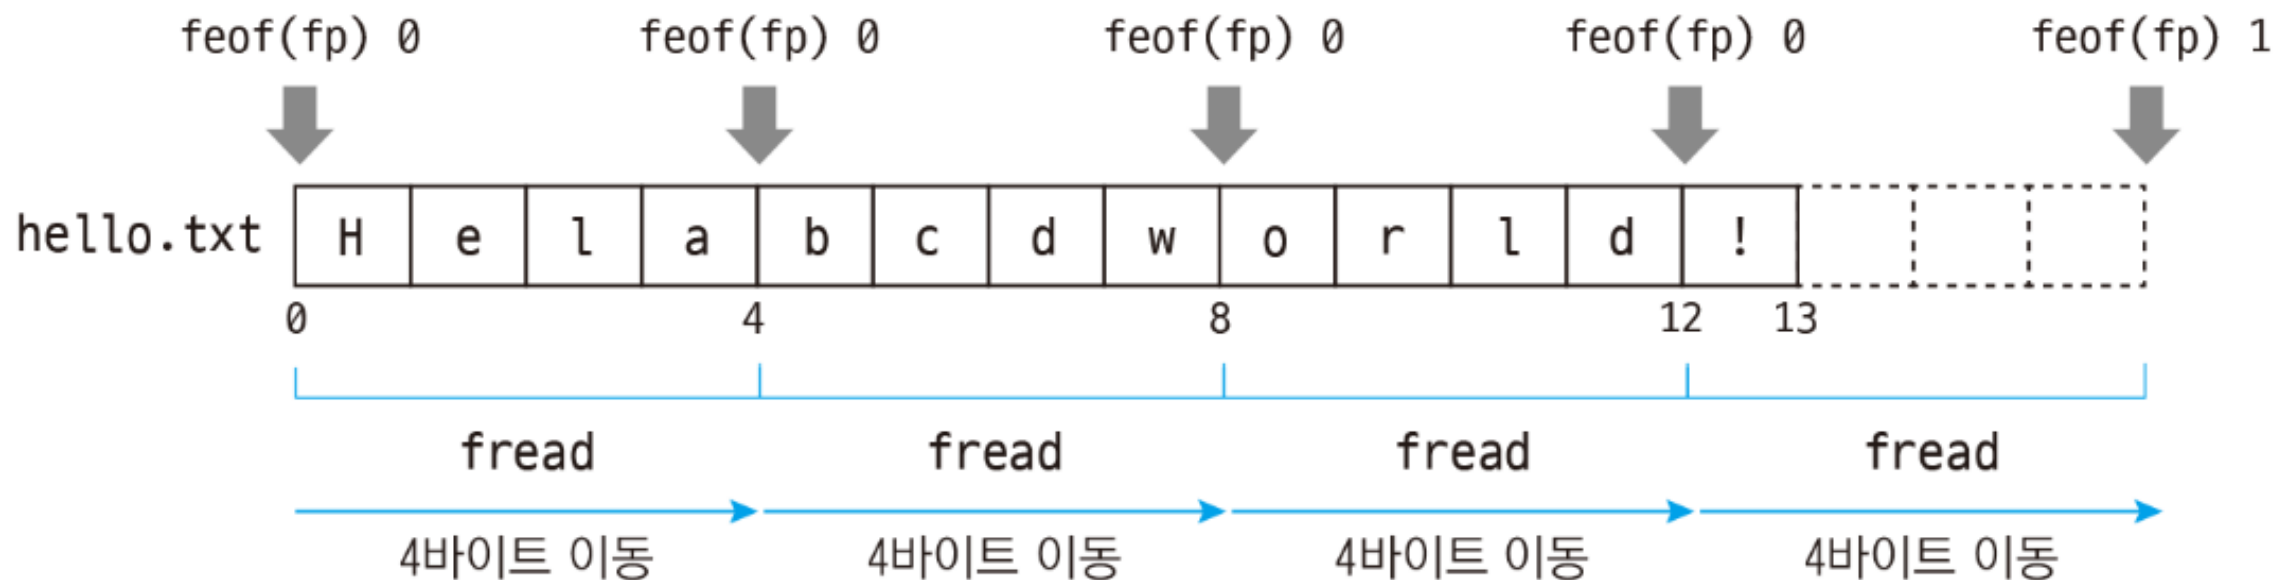 feof(fp) 0 feof(fp) 0 feof(fp) 0 feof(fp) 0 feof(fp) 1
hello.txt H e l a b c d w o r l d !
0 4 8 12 13
fread fread fread fread
4바이트 이동 4바이트 이동 4바이트 이동 4바이트 이동